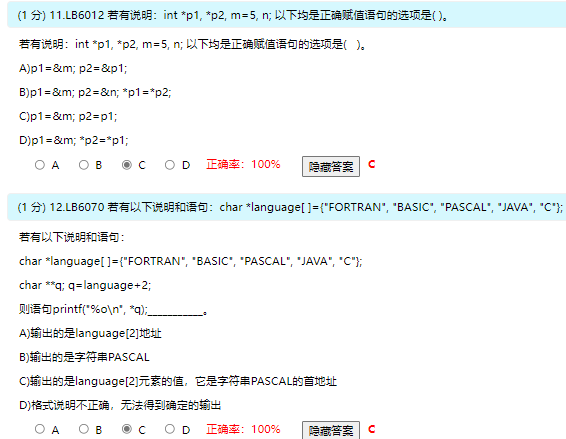 (1 分) 11.LB6012 若有说明：int *p1, *p2, m=5, n; 以下均是正确赋值语句的选项是( )。
若有说明：int *p1, *p2, m=5, n; 以下均是正确赋值语句的选项是(   )。
A)p1=&m; p2=&p1;
B)p1=&m; p2=&n; *p1=*p2;
C)p1=&m; p2=p1;
D)p1=&m; *p2=*p1;
A B C D 正确率：100% 隐藏答案 C
(1 分) 12.LB6070 若有以下说明和语句：char *language[ ]={"FORTRAN", "BASIC", "PASCAL", "JAVA", "C"};
若有以下说明和语句：
char *language[ ]={"FORTRAN", "BASIC", "PASCAL", "JAVA", "C"};
char **q; q=language+2;
则语句printf("%o\n", *q);___________。
A)输出的是language[2]地址
B)输出的是字符串PASCAL
C)输出的是language[2]元素的值，它是字符串PASCAL的首地址
D)格式说明不正确，无法得到确定的输出
A B C D 正确率：100% 隐藏答案 C